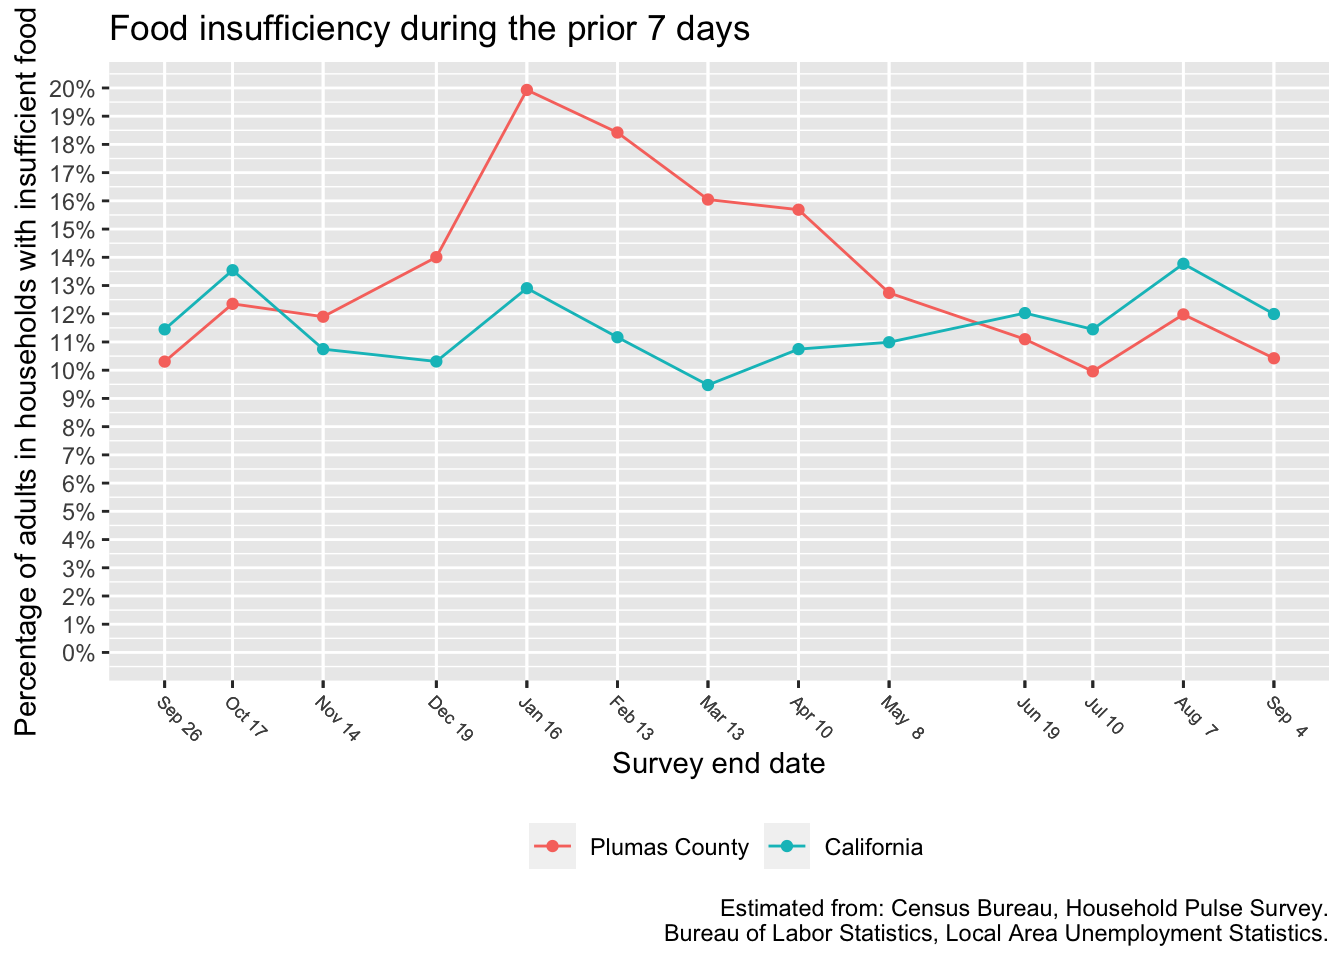 Food insufficiency during the prior 7 days
Percentage of adults in households with insufficient food
20%
19%
18%
17%
16%
15%
14%
13%
12%
11%
10%
9%
8%
7%
6%
5%
4%
3%
2%
1%
0%
Sep 26
Oct 17
Nov 14
Dec 19
Jan 16
Feb 13
Mar 13
Apr 10
May 8
Jun 19
Jul 10
Aug 7
Sep 4
Survey end date
Plumas County
California
Estimated from: Census Bureau, Household Pulse Survey.
Bureau of Labor Statistics, Local Area Unemployment Statistics.